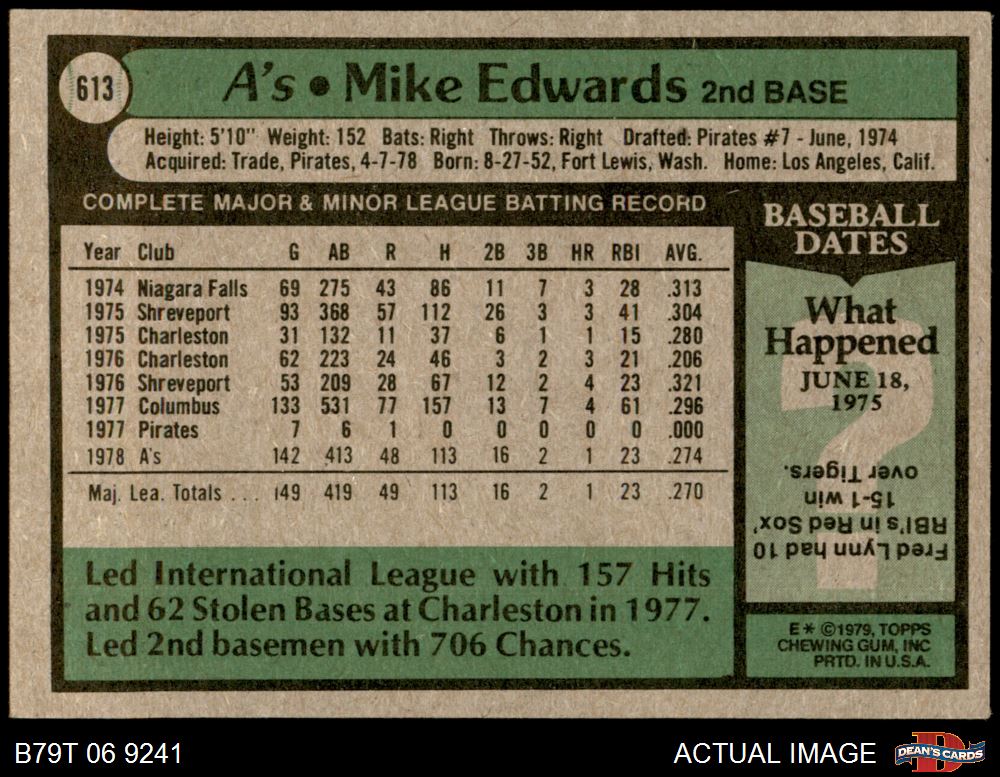 613
A's • Mike Edwards 2nd BASE
Height: 5'10" Weight: 152 Bats: Right Throws: Right Drafted: Pirates #7 - June, 1974
Acquired: Trade, Pirates, 4-7-78 Born: 8-27-52, Fort Lewis, Wash. Home: Los Angeles, Calif.
COMPLETE MAJOR & MINOR LEAGUE BATTING RECORD
Year Club G AB R H 2B 3B HR RBI AVG.
1974 Niagara Falls 69 275 43 86 11 7 3 28 .313
1975 Shreveport 93 368 57 112 26 3 3 41 .304
1975 Charleston 31 132 11 37 6 1 1 15 .280
1976 Charleston 62 223 24 46 3 2 3 21 .206
1976 Shreveport 53 209 28 67 12 2 4 23 .321
1977 Columbus 133 531 77 157 13 7 4 61 .296
1977 Pirates 7 6 1 0 0 0 0 0 .000
1978 A's 142 413 48 113 16 2 1 23 .274
Maj. Lea. Totals . . . 149 419 49 113 16 2 1 23 .270
Led International League with 157 Hits
and 62 Stolen Bases at Charleston in 1977.
Led 2nd basemen with 706 Chances.
BASEBALL
DATES
What
Happened
JUNE 18,
1975
?
Fred Lynn had 10
RBI's in Red Sox'
15-1 win
over Tigers.
E* ©1979, TOPPS
CHEWING GUM, INC
PRTD. IN U.S.A.
B79T 06 9241
ACTUAL IMAGE
D
DEAN'S CARDS